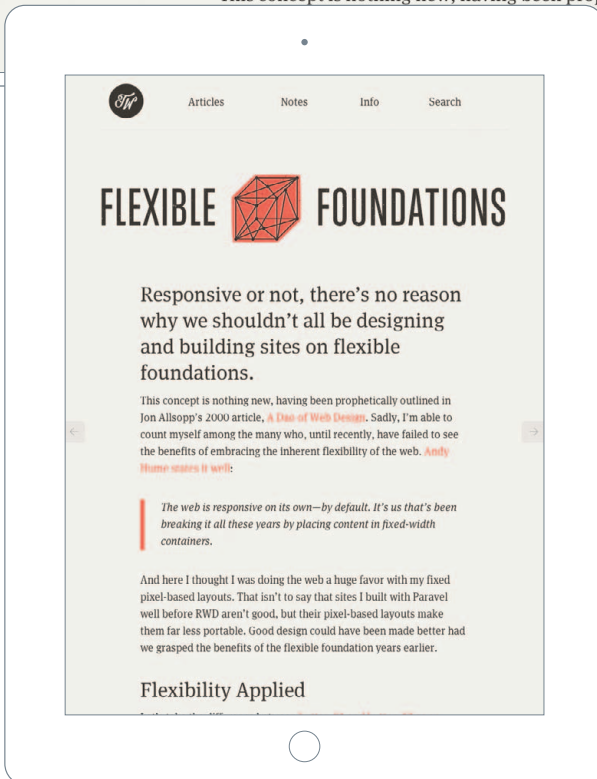 TW
Articles Notes Info Search
FLEXIBLE FOUNDATIONS
Responsive or not, there’s no reason
why we shouldn’t all be designing
and building sites on flexible
foundations.
This concept is nothing new, having been prophetically outlined in
Jon Allsopp’s 2000 article, A Dao of Web Design. Sadly, I’m able to
count myself among the many who, until recently, have failed to see
the benefits of embracing the inherent flexibility of the web. Andy
Hume states it well:
The web is responsive on its own—by default. It’s us that’s been
breaking it all these years by placing content in fixed-width
containers.
And here I thought I was doing the web a huge favor with my fixed
pixel-based layouts. That isn’t to say that sites I built with Paravel
well before RWD aren’t good, but their pixel-based layouts make
them far less portable. Good design could have been made better had
we grasped the benefits of the flexible foundation years earlier.
Flexibility Applied